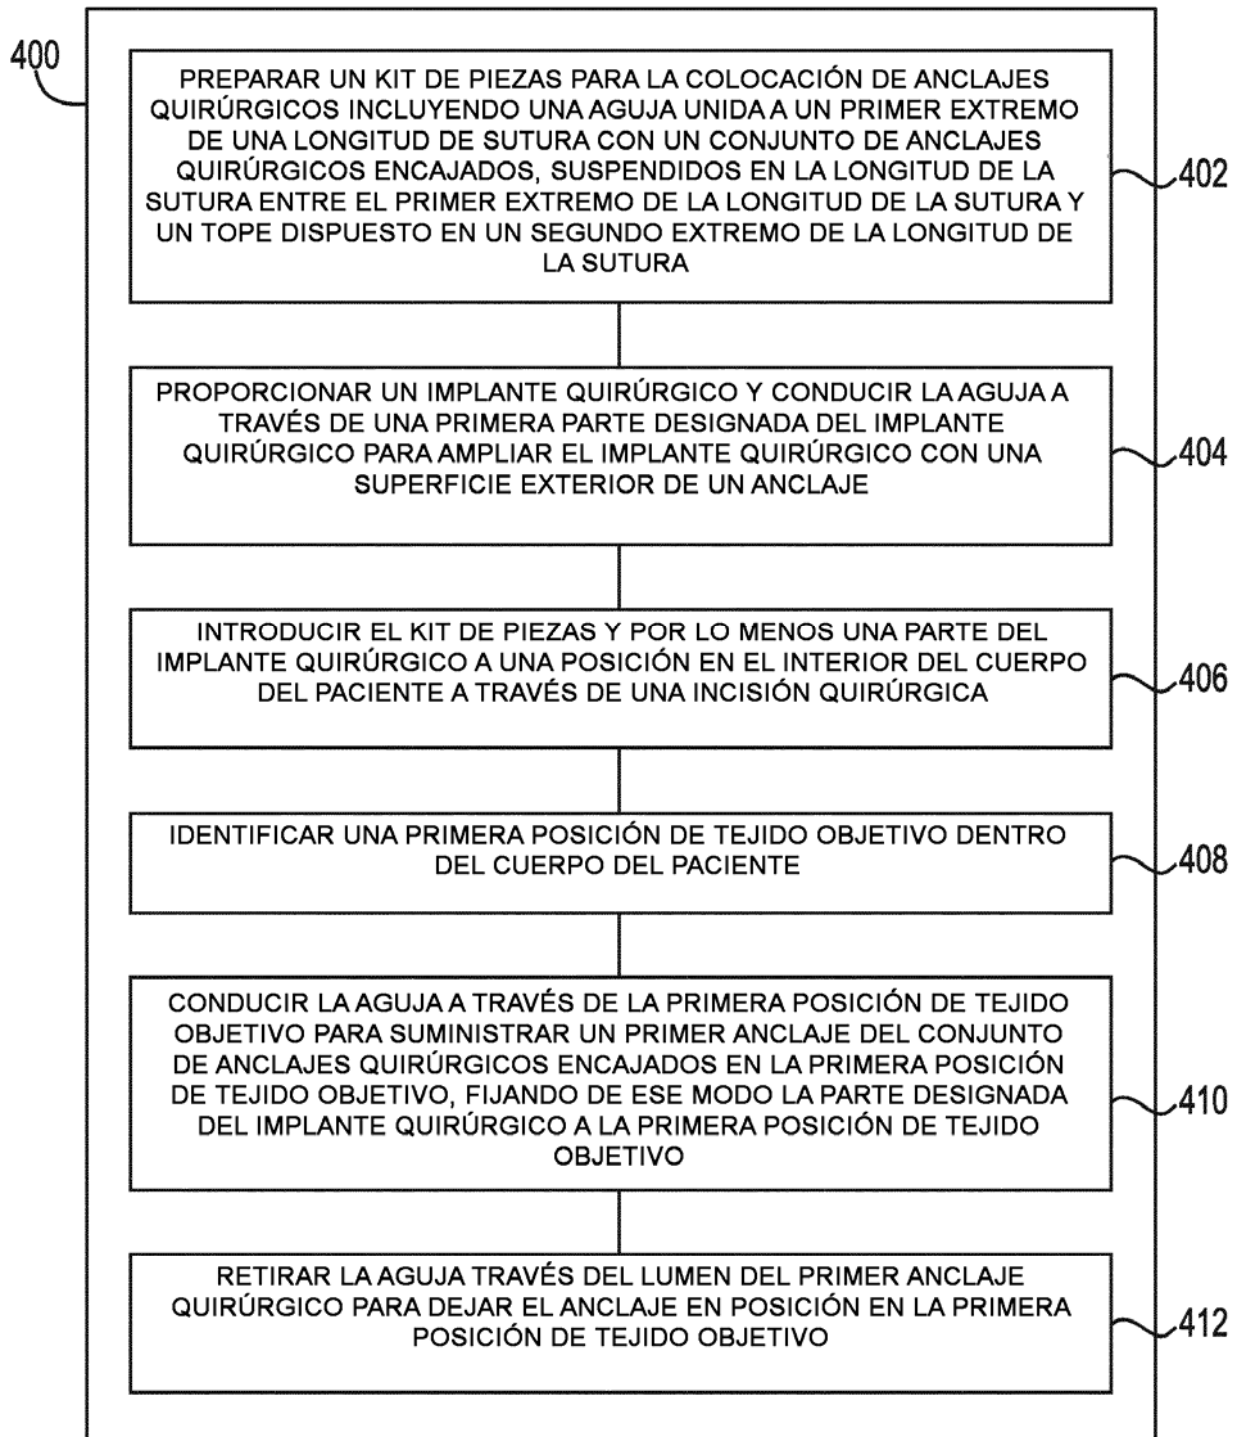 400
PREPARAR UN KIT DE PIEZAS PARA LA COLOCACIÓN DE ANCLAJES
QUIRÚRGICOS INCLUYENDO UNA AGUJA UNIDA A UN PRIMER EXTREMO
DE UNA LONGITUD DE SUTURA CON UN CONJUNTO DE ANCLAJES
QUIRÚRGICOS ENCAJADOS, SUSPENDIDOS EN LA LONGITUD DE LA
SUTURA ENTRE EL PRIMER EXTREMO DE LA LONGITUD DE LA SUTURA Y
UN TOPE DISPUESTO EN UN SEGUNDO EXTREMO DE LA LONGITUD DE
LA SUTURA
402
PROPORCIONAR UN IMPLANTE QUIRÚRGICO Y CONDUCIR LA AGUJA A
TRAVÉS DE UNA PRIMERA PARTE DESIGNADA DEL IMPLANTE
QUIRÚRGICO PARA AMPLIAR EL IMPLANTE QUIRÚRGICO CON UNA
SUPERFICIE EXTERIOR DE UN ANCLAJE
404
INTRODUCIR EL KIT DE PIEZAS Y POR LO MENOS UNA PARTE DEL
IMPLANTE QUIRÚRGICO A UNA POSICIÓN EN EL INTERIOR DEL CUERPO
DEL PACIENTE A TRAVÉS DE UNA INCISIÓN QUIRÚRGICA
406
IDENTIFICAR UNA PRIMERA POSICIÓN DE TEJIDO OBJETIVO DENTRO
DEL CUERPO DEL PACIENTE
408
CONDUCIR LA AGUJA A TRAVÉS DE LA PRIMERA POSICIÓN DE TEJIDO
OBJETIVO PARA SUMINISTRAR UN PRIMER ANCLAJE DEL CONJUNTO
DE ANCLAJES QUIRÚRGICOS ENCAJADOS EN LA PRIMERA POSICIÓN
DE TEJIDO OBJETIVO, FIJANDO DE ESE MODO LA PARTE DESIGNADA
DEL IMPLANTE QUIRÚRGICO A LA PRIMERA POSICIÓN DE TEJIDO
OBJETIVO
410
RETIRAR LA AGUJA TRAVÉS DEL LUMEN DEL PRIMER ANCLAJE
QUIRÚRGICO PARA DEJAR EL ANCLAJE EN POSICIÓN EN LA PRIMERA
POSICIÓN DE TEJIDO OBJETIVO
412